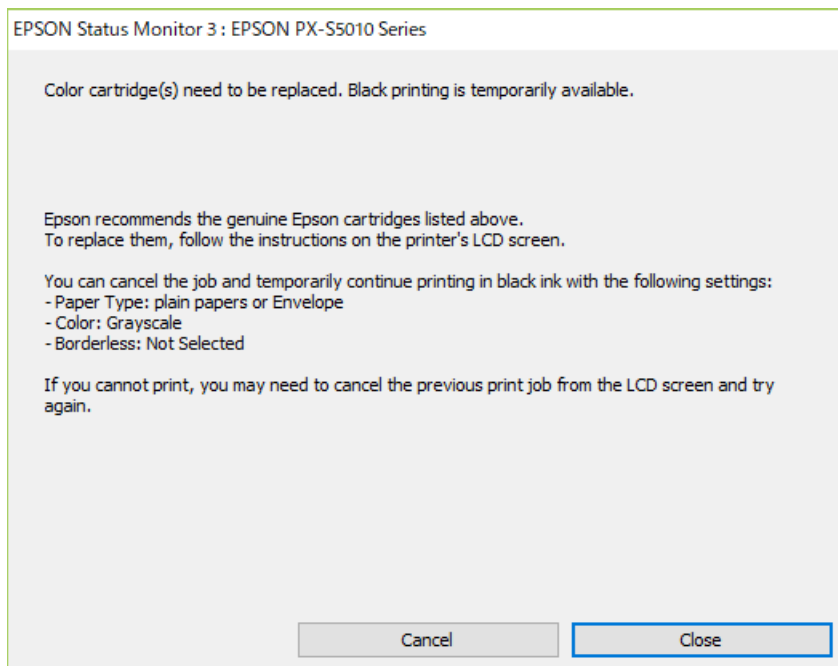 EPSON Status Monitor 3 : EPSON PX-S5010 Series
Color cartridge(s) need to be replaced. Black printing is temporarily available.
Epson recommends the genuine Epson cartridges listed above.
To replace them, follow the instructions on the printer's LCD screen.
You can cancel the job and temporarily continue printing in black ink with the following settings:
- Paper Type: plain papers or Envelope
- Color: Grayscale
- Borderless: Not Selected
If you cannot print, you may need to cancel the previous print job from the LCD screen and try
again.
Cancel Close